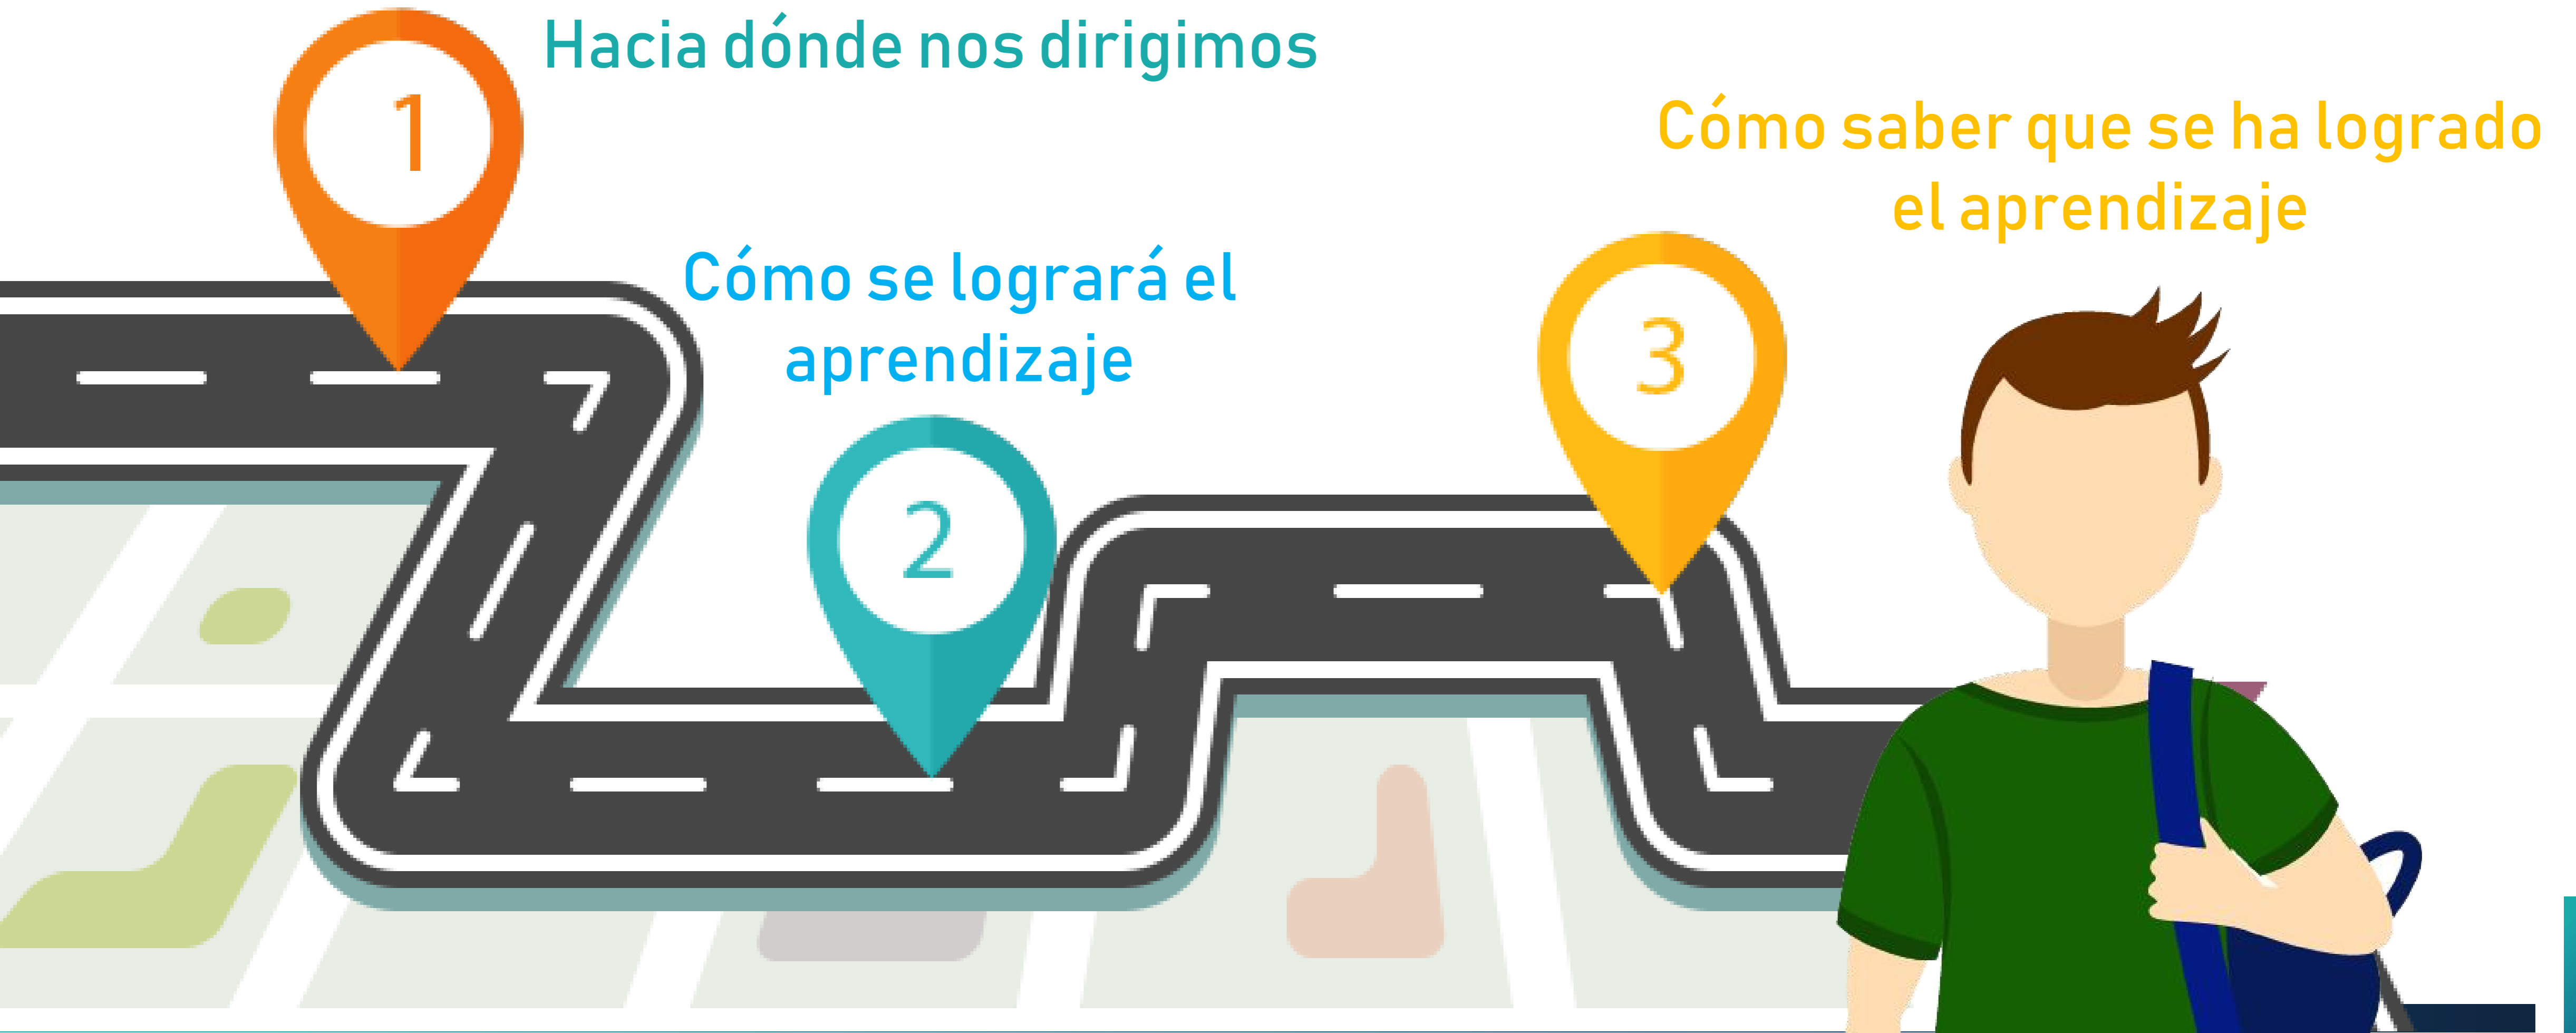 1
Hacia dónde nos dirigimos
2
Cómo se logrará el
aprendizaje
3
Cómo saber que se ha logrado
el aprendizaje